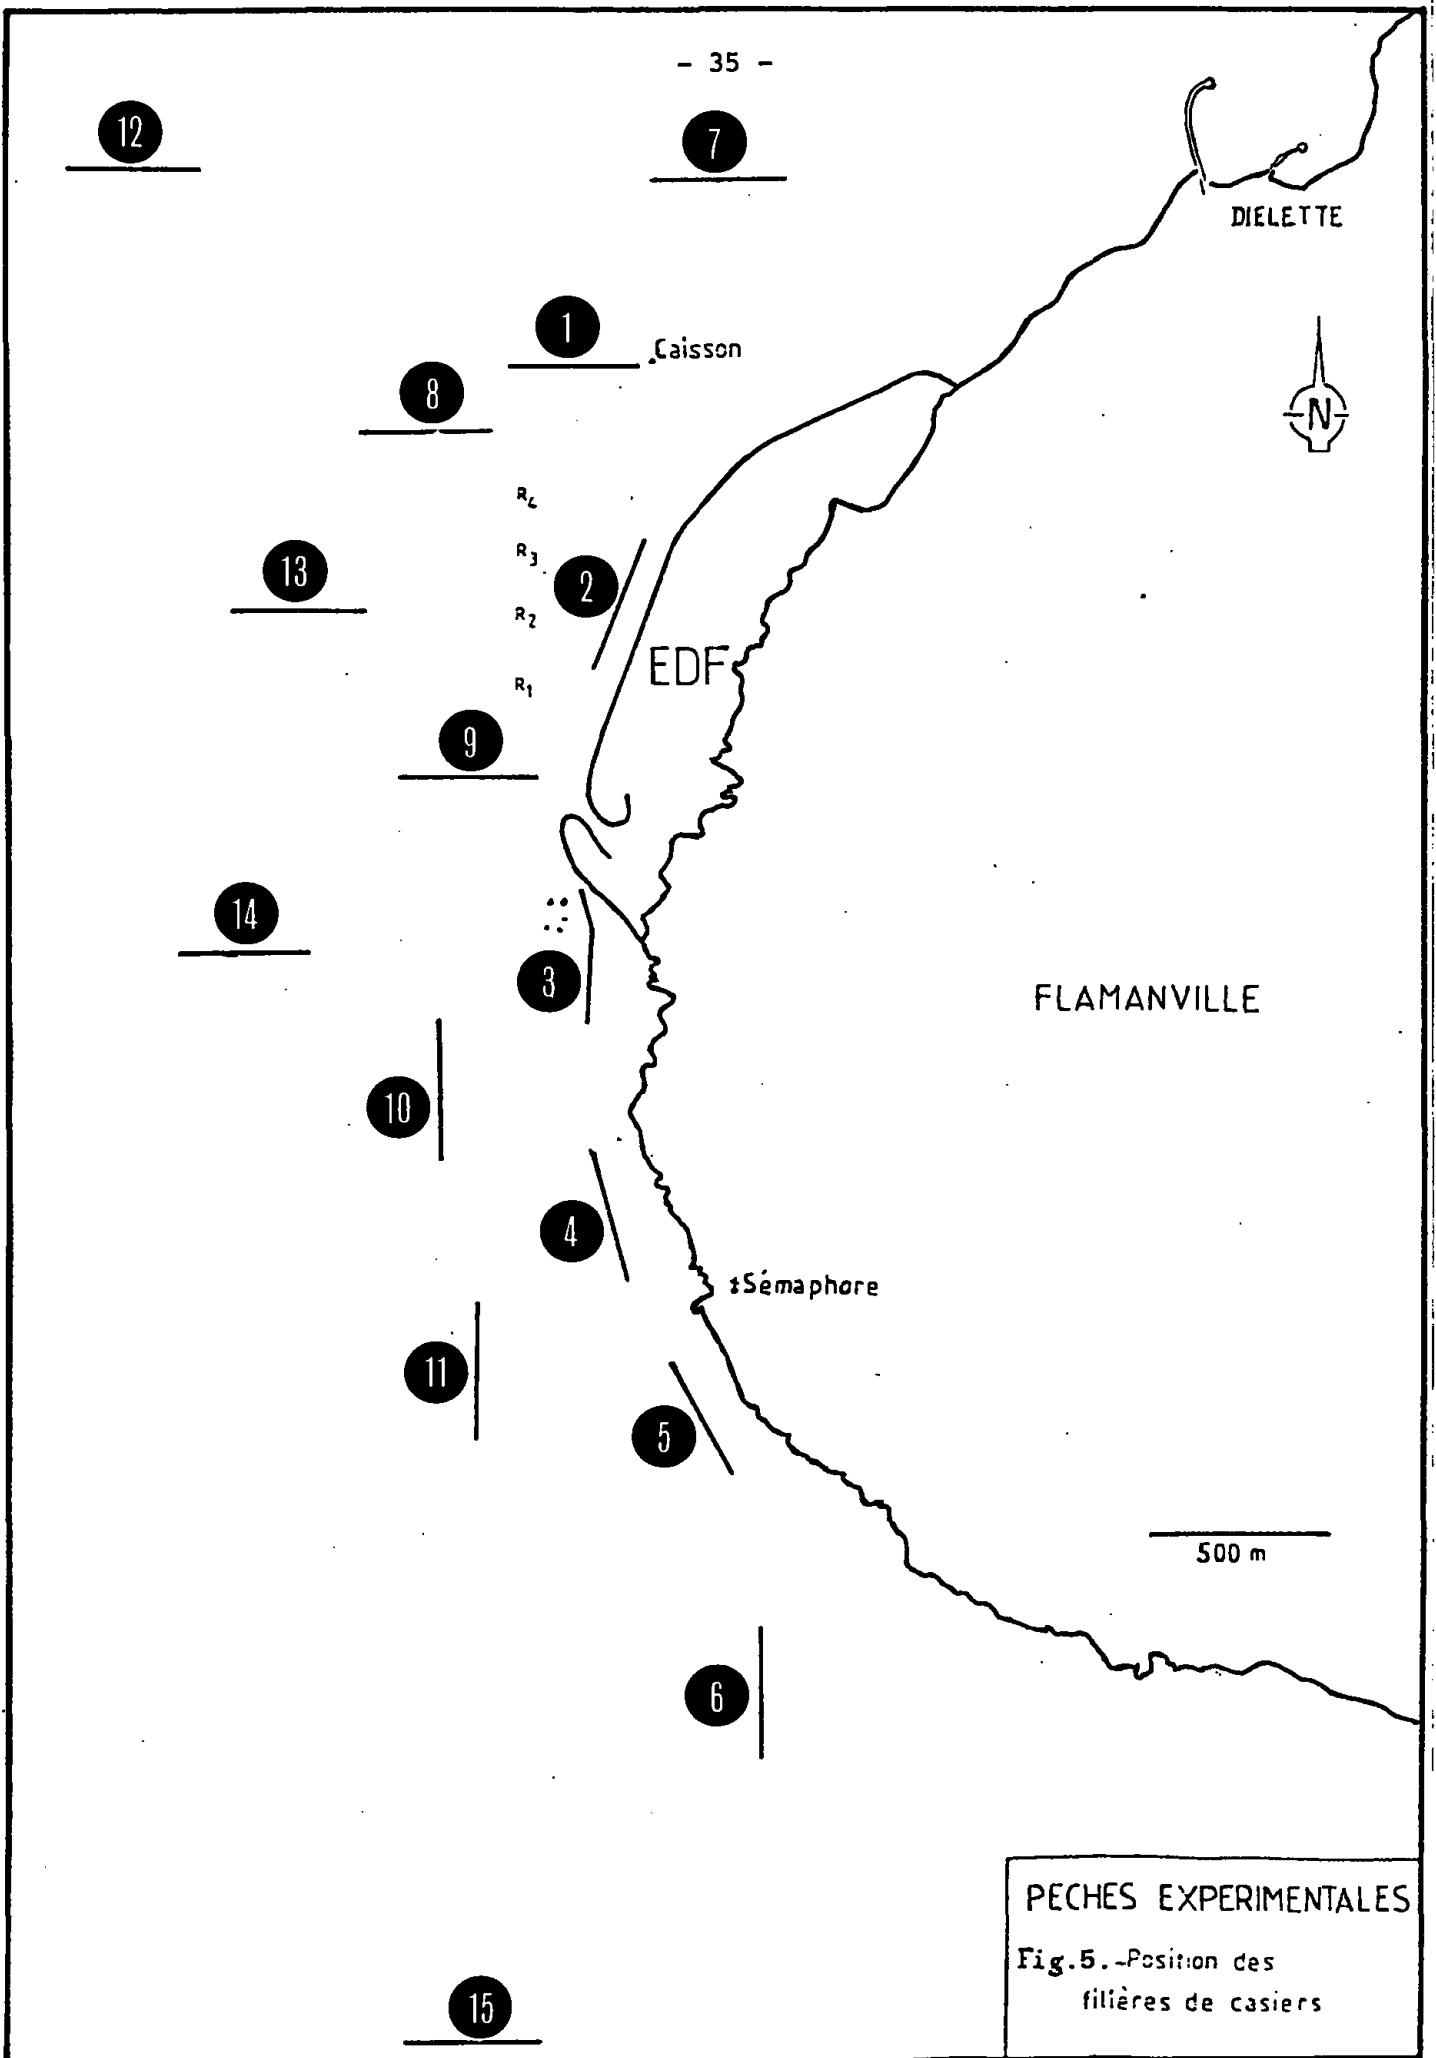 - 35 -
12
7
DIELETTE
1
Caisson
8
N
R4
R3
13
2
R2
EDF
R1
9
14
3
FLAMANVILLE
10
4
Sémaphore
11
5
500 m
6
PECHES EXPERIMENTALES
Fig.5.-Position des
filières de casiers
15